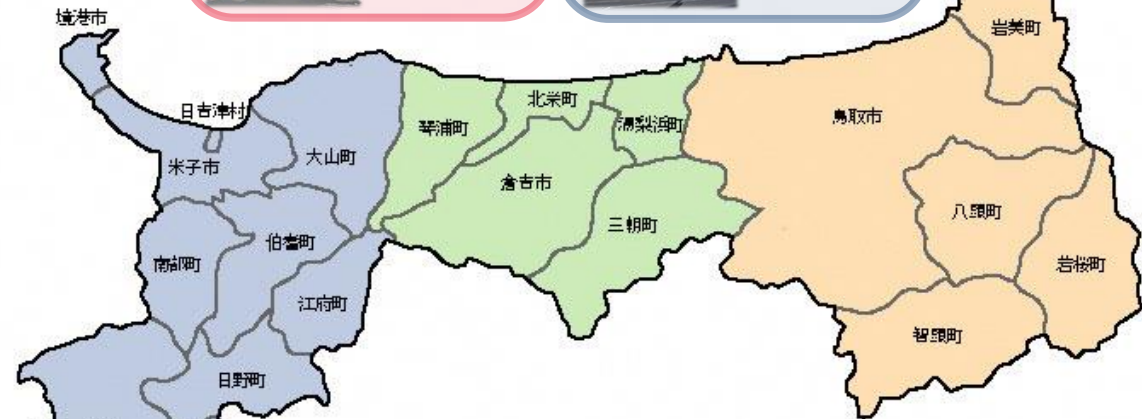 境港市
岩美町
日吉津村
北栄町
鳥取市
琴浦町
湯梨浜町
米子市
大山町
倉吉市
八頭町
三朝町
伯耆町
南部町
若桜町
江府町
智頭町
日野町